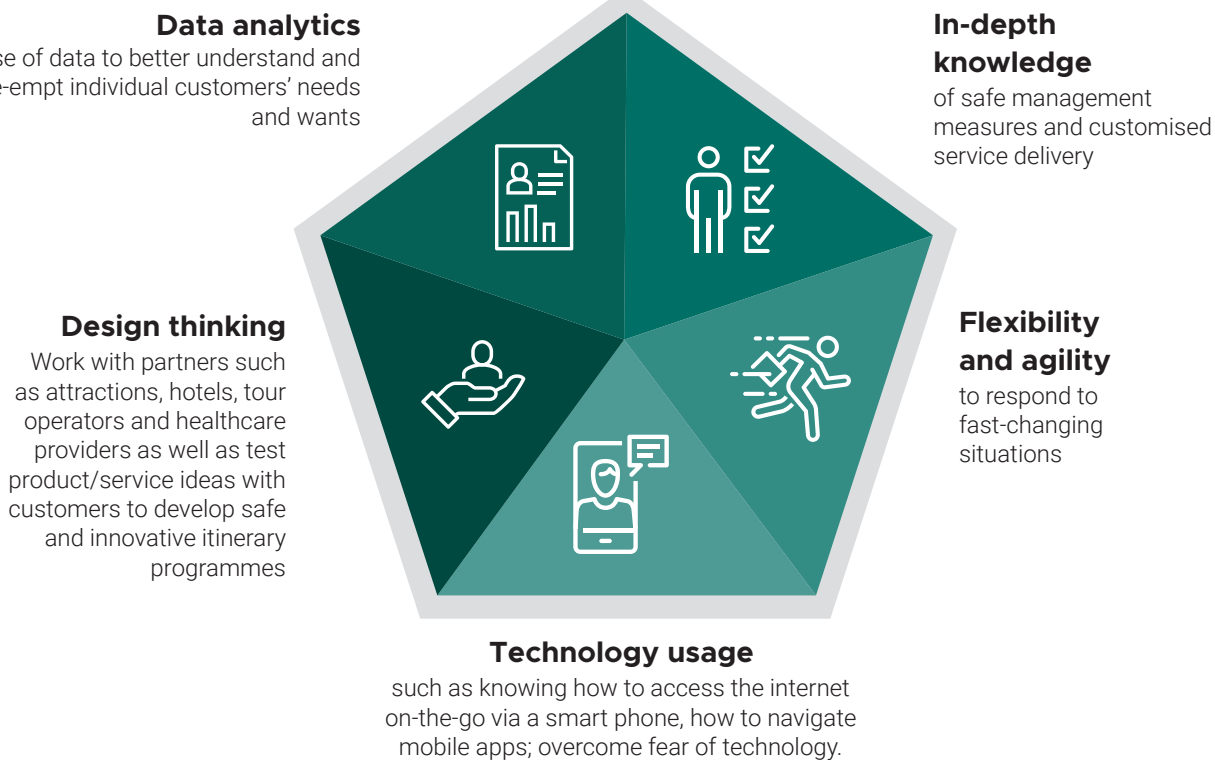 Data analytics
of data to better understand and
individual customers’ needs
and wants
In-depth
knowledge
of safe management
measures and customised
service delivery
Design thinking
Work with partners such
as attractions, hotels, tour
operators and healthcare
providers as well as test
product/service ideas with
customers to develop safe
and innovative itinerary
programmes
Flexibility
and agility
to respond to
fast-changing
situations
Technology usage
such as knowing how to access the internet
on-the-go via a smart phone, how to navigate
mobile apps; overcome fear of technology.